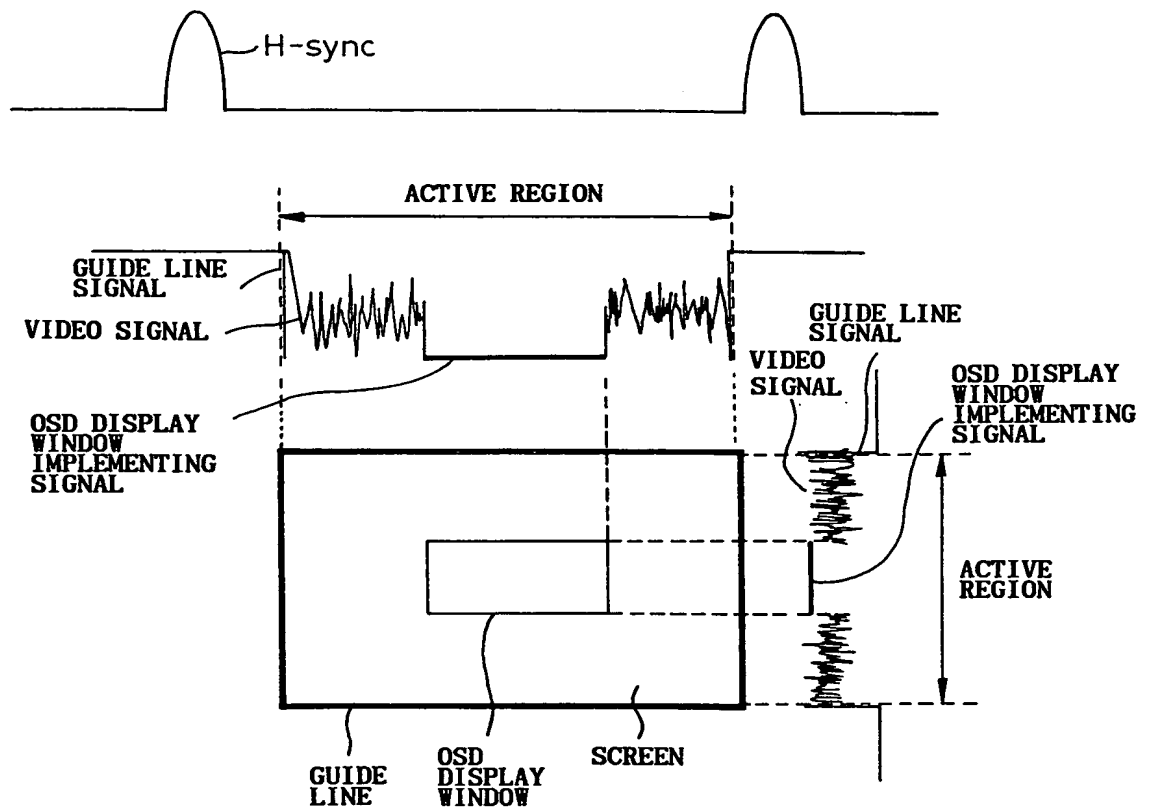 H-sync
ACTIVE REGION
GUIDE LINE
SIGNAL
VIDEO SIGNAL
OSD DISPLAY
WINDOW
IMPLEMENTING
SIGNAL
GUIDE LINE
SIGNAL
VIDEO
SIGNAL
OSD DISPLAY
WINDOW
IMPLEMENTING
SIGNAL
ACTIVE
REGION
GUIDE
LINE
OSD
DISPLAY
WINDOW
SCREEN